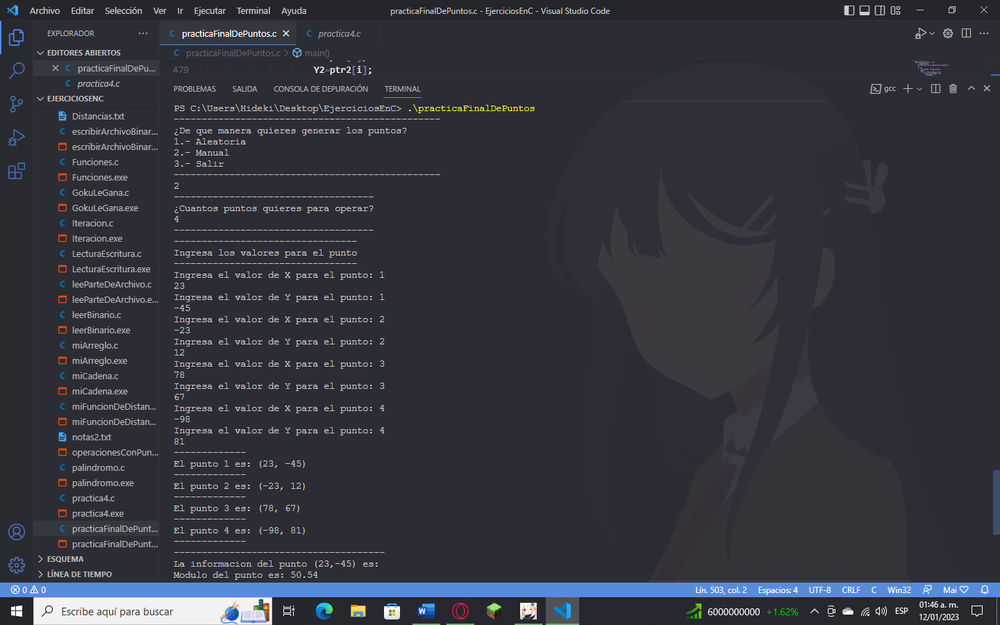 Archivo Editar Selección Ver Ir Ejecutar Terminal Ayuda
practicaFinalDePuntos.c - EjerciciosEnC - Visual Studio Code
EXPLORADOR
EDITORES ABIERTOS
practicaFinalDePu...
practica4.c
EJERCICIOSENC
Distancias.txt
escribirArchivoBinar...
escribirArchivoBinar...
Funciones.c
Funciones.exe
GokuLeGana.c
GokuLeGana.exe
Iteracion.c
Iteracion.exe
LecturaEscritura.c
LecturaEscritura.exe
leeParteDeArchivo.c
leeParteDeArchivo.e...
leerBinario.c
leerBinario.exe
miArreglo.c
miArreglo.exe
miCadena.c
miCadena.exe
miFuncionDeDistan...
miFuncionDeDistan...
notas2.txt
operacionesConPun...
palindromo.c
palindromo.exe
practica4.c
practica4.exe
practicaFinalDePunt...
practicaFinalDePunt...
ESQUEMA
LÍNEA DE TIEMPO
practicaFinalDePuntos.c
practica4.c
practicaFinalDePuntos.c > main()
479 Y2=ptr2[i];
PROBLEMAS SALIDA CONSOLA DE DEPURACIÓN TERMINAL
gcc
PS C:\Users\Hideki\Desktop\EjerciciosEnC> .\practicaFinalDePuntos
------------------------------------------------
¿De que manera quieres generar los puntos?
1.- Aleatoria
2.- Manual
3.- Salir
------------------------------------------------
2
------------------------------------
¿Cuantos puntos quieres para operar?
4
------------------------------------
---------------------------------
Ingresa los valores para el punto
---------------------------------
Ingresa el valor de X para el punto: 1
23
Ingresa el valor de Y para el punto: 1
-45
Ingresa el valor de X para el punto: 2
-23
Ingresa el valor de Y para el punto: 2
12
Ingresa el valor de X para el punto: 3
78
Ingresa el valor de Y para el punto: 3
67
Ingresa el valor de X para el punto: 4
-98
Ingresa el valor de Y para el punto: 4
81
-------------
El punto 1 es: (23, -45)
-------------
El punto 2 es: (-23, 12)
-------------
El punto 3 es: (78, 67)
-------------
El punto 4 es: (-98, 81)
-------------
--------------------------------------
La informacion del punto (23,-45) es:
Modulo del punto es: 50.54
0 0
Lín. 503, col. 2 Espacios: 4 UTF-8 CRLF C Win32 Mai
Escribe aquí para buscar
6000000000 +1.62%
ESP
01:46 a. m.
12/01/2023